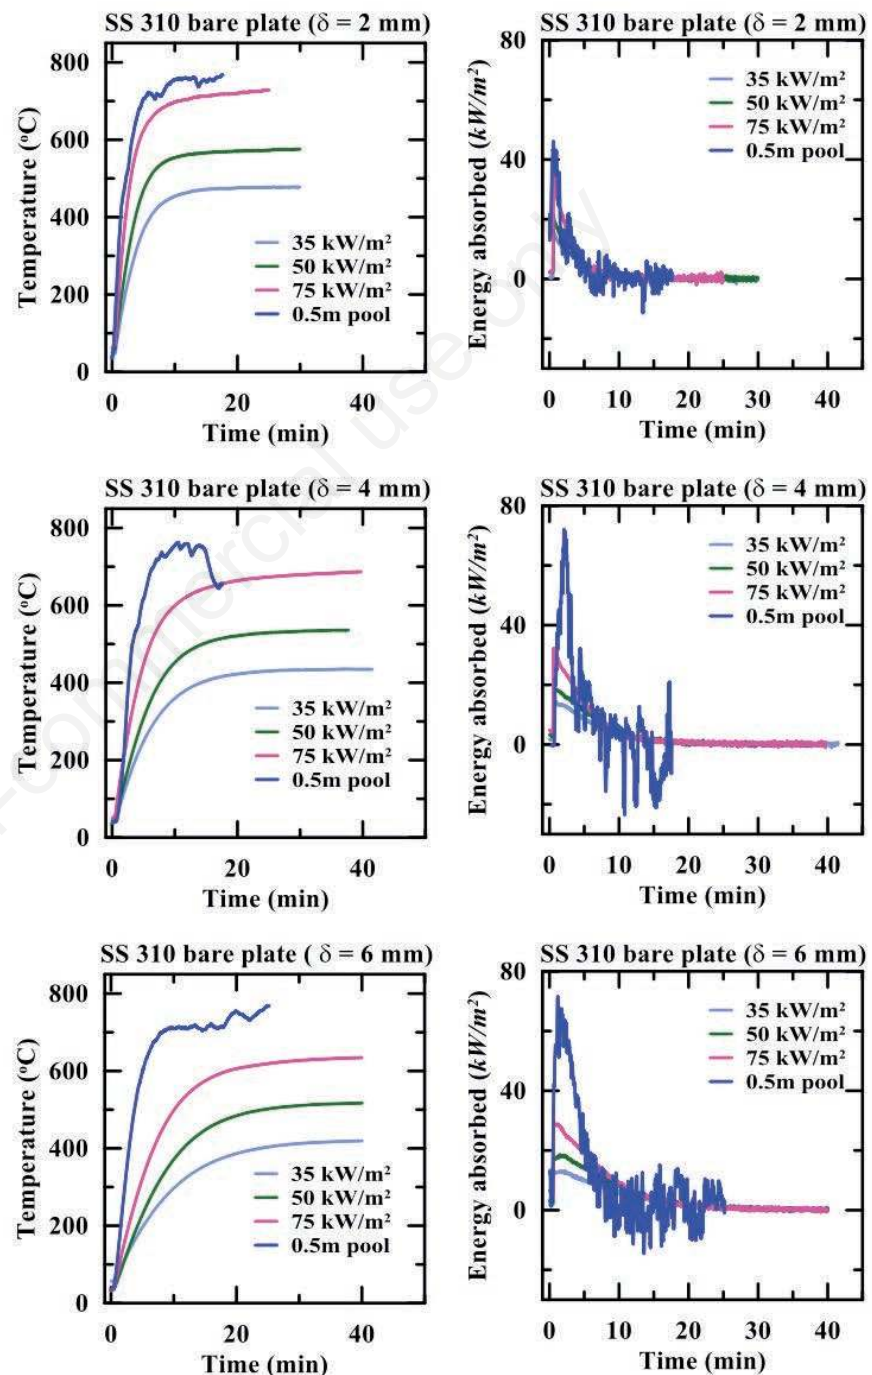 SS 310 bare plate (δ = 2 mm)
Temperature (°C)
800
600
400
200
0
35 kW/m²
50 kW/m²
75 kW/m²
0.5m pool
0
20
40
Time (min)
SS 310 bare plate (δ = 2 mm)
Energy absorbed (kW/m²)
80
40
0
35 kW/m²
50 kW/m²
75 kW/m²
0.5m pool
0
10
20
30
40
Time (min)
SS 310 bare plate (δ = 4 mm)
Temperature (°C)
800
600
400
200
0
35 kW/m²
50 kW/m²
75 kW/m²
0.5m pool
0
20
40
Time (min)
SS 310 bare plate (δ = 4 mm)
Energy absorbed (kW/m²)
80
40
0
35 kW/m²
50 kW/m²
75 kW/m²
0.5m pool
0
10
20
30
40
Time (min)
SS 310 bare plate ( δ = 6 mm)
Temperature (°C)
800
600
400
200
0
35 kW/m²
50 kW/m²
75 kW/m²
0.5m pool
0
20
40
Time (min)
SS 310 bare plate (δ = 6 mm)
Energy absorbed (kW/m²)
80
40
0
35 kW/m²
50 kW/m²
75 kW/m²
0.5m pool
0
10
20
30
40
Time (min)
commercial use only